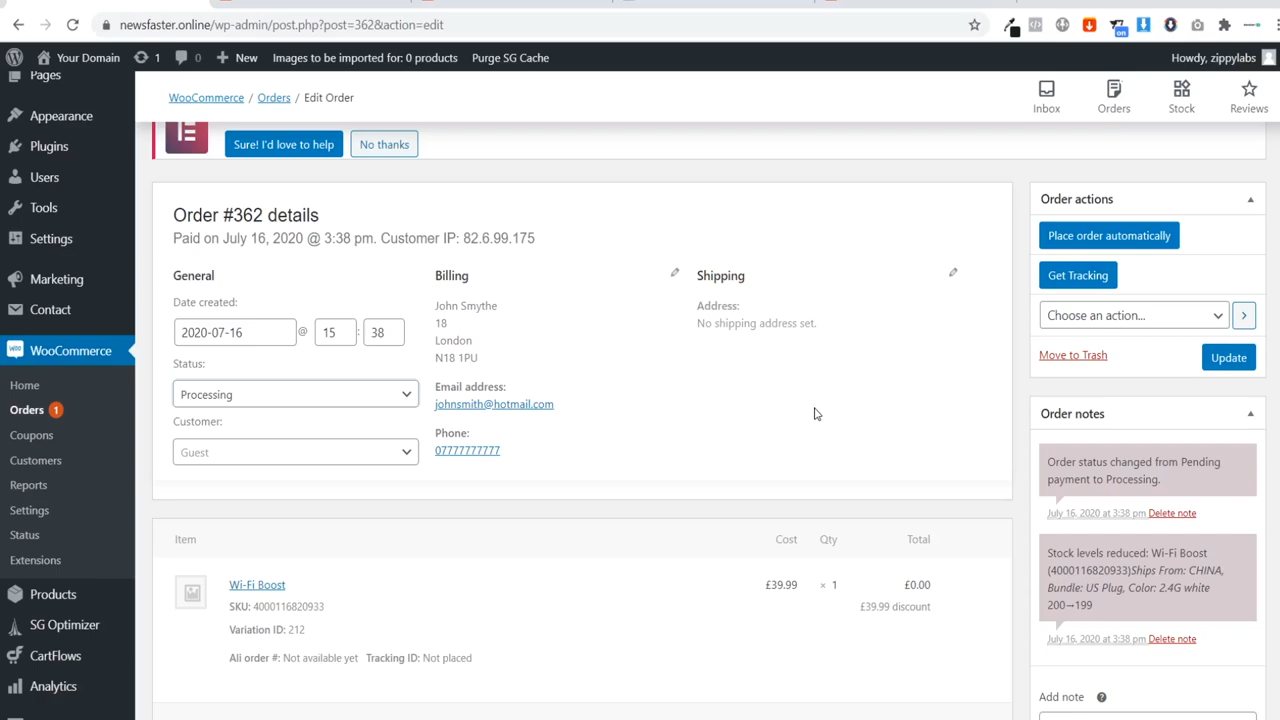 newsfaster.online/wp-admin/post.php?post=362&action=edit
on
Your Domain
1
0
New
Images to be imported for: 0 products
Purge SG Cache
Howdy, zippylabs
Pages
Appearance
Plugins
Users
Tools
Settings
Marketing
Contact
WooCommerce
Home
Orders 1
Coupons
Customers
Reports
Settings
Status
Extensions
Products
SG Optimizer
CartFlows
Analytics
WooCommerce / Orders / Edit Order
Inbox
Orders
Stock
Reviews
Sure! I'd love to help
No thanks
Order #362 details
Paid on July 16, 2020 @ 3:38 pm. Customer IP: 82.6.99.175
General
Date created:
2020-07-16 @ 15 : 38
Status:
Processing
Customer:
Guest
Billing
John Smythe
18
London
N18 1PU
Email address:
johnsmith@hotmail.com
Phone:
07777777777
Shipping
Address:
No shipping address set.
Item Cost Qty Total
Wi-Fi Boost £39.99 × 1 £0.00
SKU: 4000116820933 £39.99 discount
Variation ID: 212
Ali order #: Not available yet Tracking ID: Not placed
Order actions
Place order automatically
Get Tracking
Choose an action...
Move to Trash
Update
Order notes
Order status changed from Pending
payment to Processing.
July 16, 2020 at 3:38 pm Delete note
Stock levels reduced: Wi-Fi Boost
(4000116820933)Ships From: CHINA,
Bundle: US Plug, Color: 2.4G white
200→199
July 16, 2020 at 3:38 pm Delete note
Add note